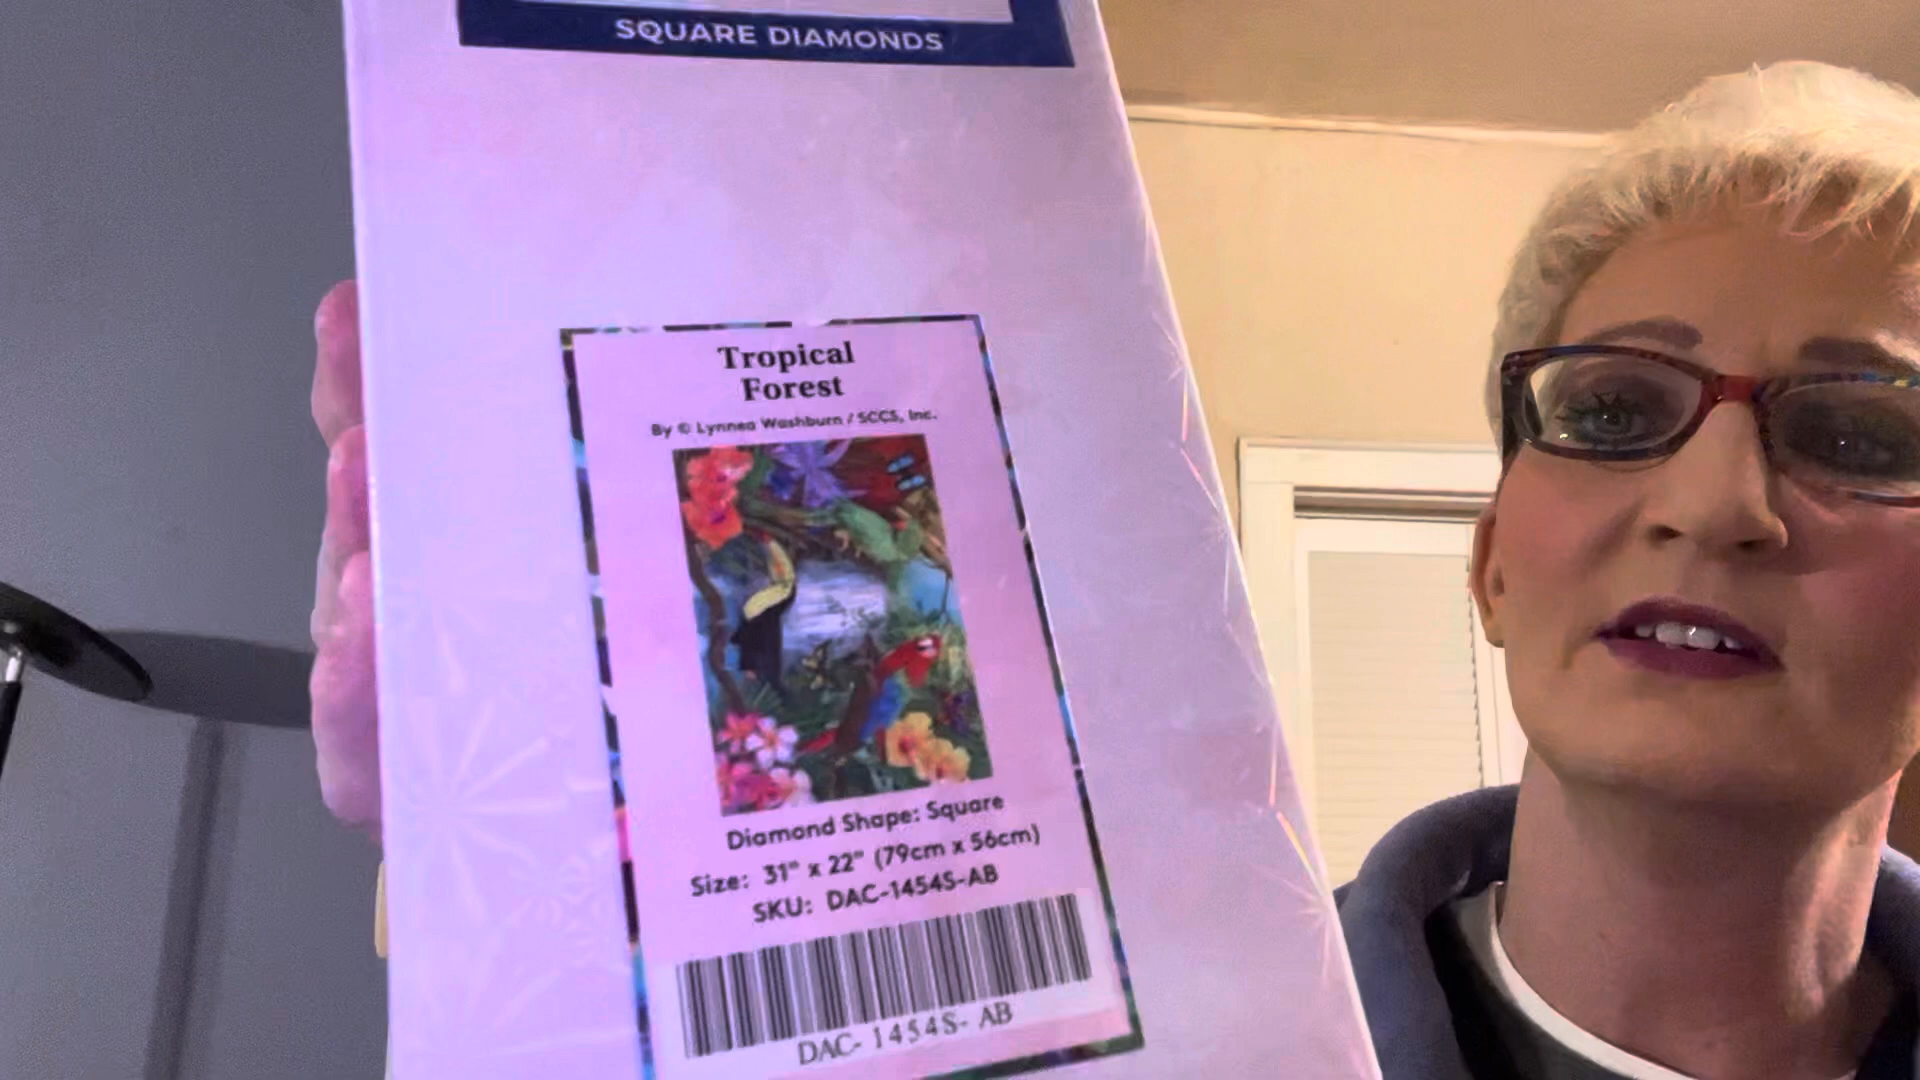 SQUARE DIAMONDS
Tropical
Forest
By © Lynnea Washburn / SCCS, Inc.
Diamond Shape: Square
Size: 31" x 22" (79cm x 56cm)
SKU: DAC-1454S-AB
DAC- 1454S- AB